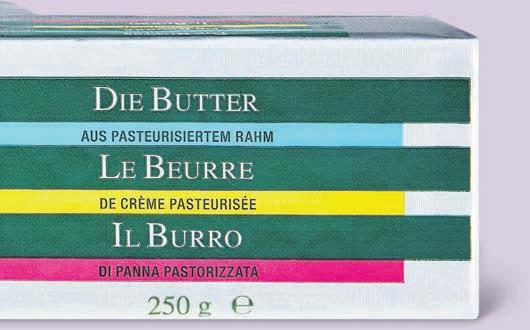 DIE BUTTER
AUS PASTEURISIERTEM RAHM
LE BEURRE
DE CRÈME PASTEURISÉE
IL BURRO
DI PANNA PASTORIZZATA
250 g ℮